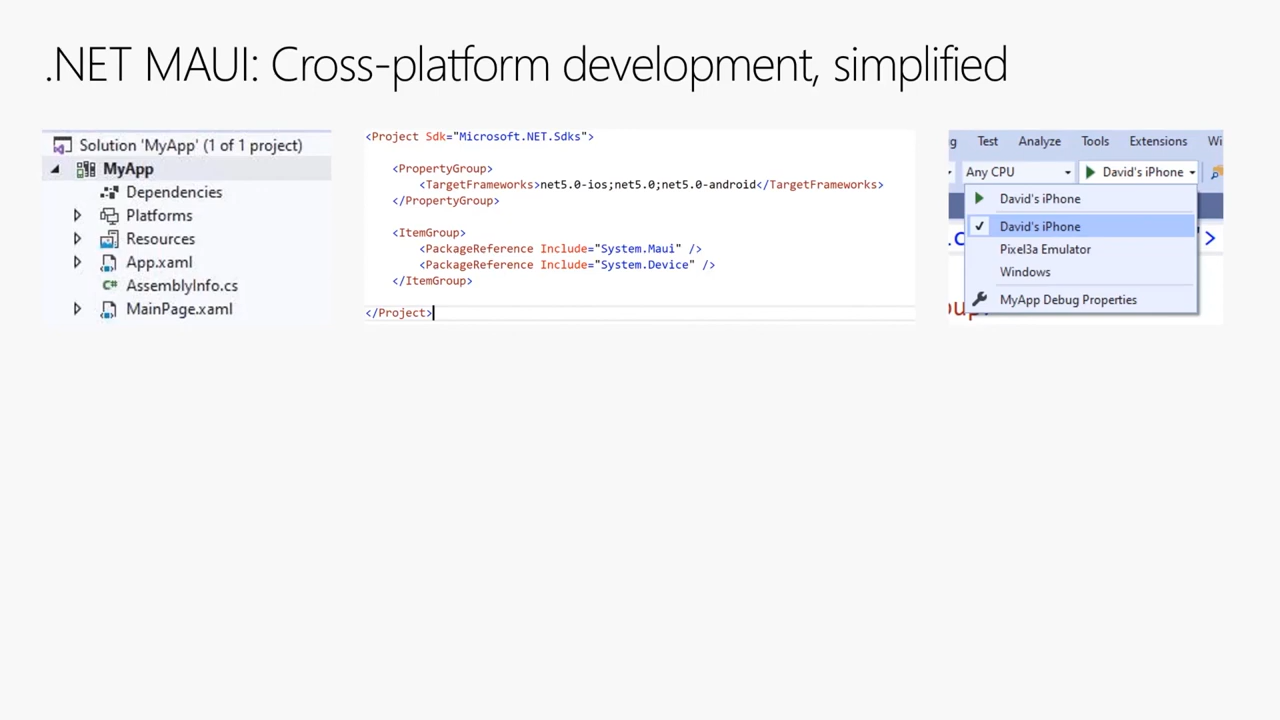 .NET MAUI: Cross-platform development, simplified
Solution 'MyApp' (1 of 1 project)
MyApp
Dependencies
Platforms
Resources
App.xaml
C# AssemblyInfo.cs
MainPage.xaml
<Project Sdk="Microsoft.NET.Sdks">
<PropertyGroup>
<TargetFrameworks>net5.0-ios;net5.0;net5.0-android</TargetFrameworks>
</PropertyGroup>
<ItemGroup>
<PackageReference Include="System.Maui" />
<PackageReference Include="System.Device" />
</ItemGroup>
</Project>
g Test Analyze Tools Extensions Wi
Any CPU David's iPhone
David's iPhone
David's iPhone
Pixel3a Emulator
Windows
MyApp Debug Properties